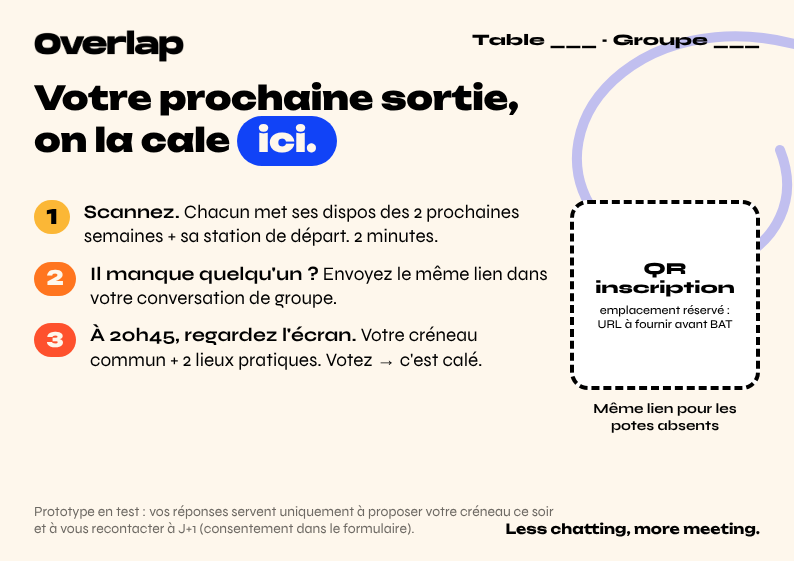 Overlap
Table ___ · Groupe ___
Votre prochaine sortie,
on la cale ici.
1 Scannez. Chacun met ses dispos des 2 prochaines
semaines + sa station de départ. 2 minutes.
2 Il manque quelqu'un ? Envoyez le même lien dans
votre conversation de groupe.
3 À 20h45, regardez l'écran. Votre créneau
commun + 2 lieux pratiques. Votez → c'est calé.
QR
inscription
emplacement réservé :
URL à fournir avant BAT
Même lien pour les
potes absents
Prototype en test : vos réponses servent uniquement à proposer votre créneau ce soir
et à vous recontacter à J+1 (consentement dans le formulaire).
Less chatting, more meeting.